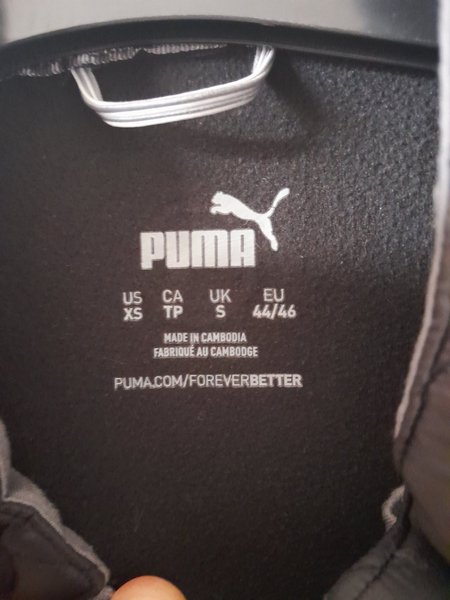 PUMA
US CA UK EU
XS TP S 44/46
MADE IN CAMBODIA
FABRIQUÉ AU CAMBODGE
PUMA.COM/FOREVERBETTER